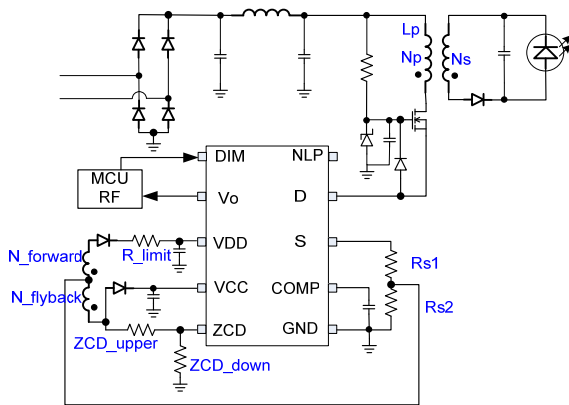 Lp
Np
Ns
DIM
NLP
MCU
RF
Vo
D
N_forward
R_limit
VDD
S
Rs1
N_flyback
VCC
COMP
Rs2
ZCD_upper
ZCD
GND
ZCD_down